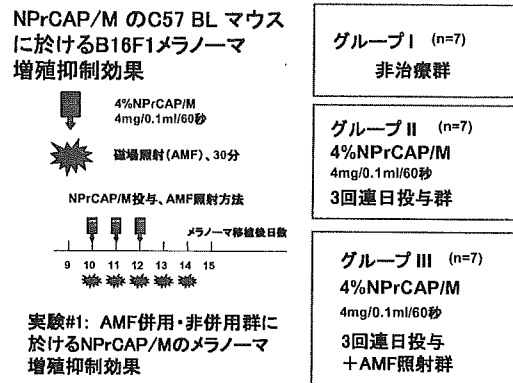 NPrCAP/M のC57 BL マウス
に於けるB16F1メラノーマ
増殖抑制効果
4%NPrCAP/M
4mg/0.1ml/60秒
磁場照射(AMF)、30分
NPrCAP/M投与、AMF照射方法
メラノーマ移植後日数
9 10 11 12 13 14 15
実験#1: AMF併用・非併用群に
於けるNPrCAP/Mのメラノーマ
増殖抑制効果
グループ I (n=7)
非治療群
グループ II (n=7)
4%NPrCAP/M
4mg/0.1ml/60秒
3回連日投与群
グループ III (n=7)
4%NPrCAP/M
4mg/0.1ml/60秒
3回連日投与
+AMF照射群